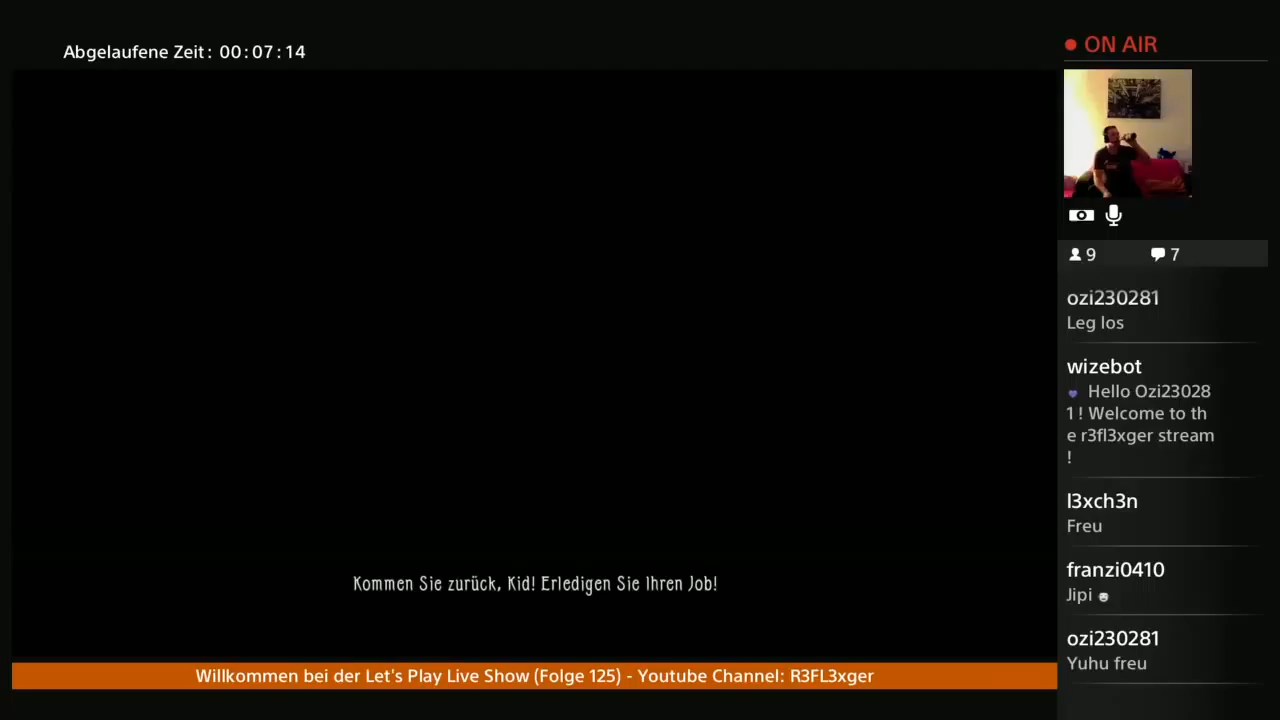 Abgelaufene Zeit: 00:07:14
ON AIR
9
7
ozi230281
Leg los
wizebot
Hello Ozi23028
1! Welcome to th
e r3fl3xger stream
!
l3xch3n
Freu
franzi0410
Jipi
ozi230281
Yuhu freu
Kommen Sie zurück, Kid! Erledigen Sie Ihren Job!
Willkommen bei der Let's Play Live Show (Folge 125) - Youtube Channel: R3FL3xger